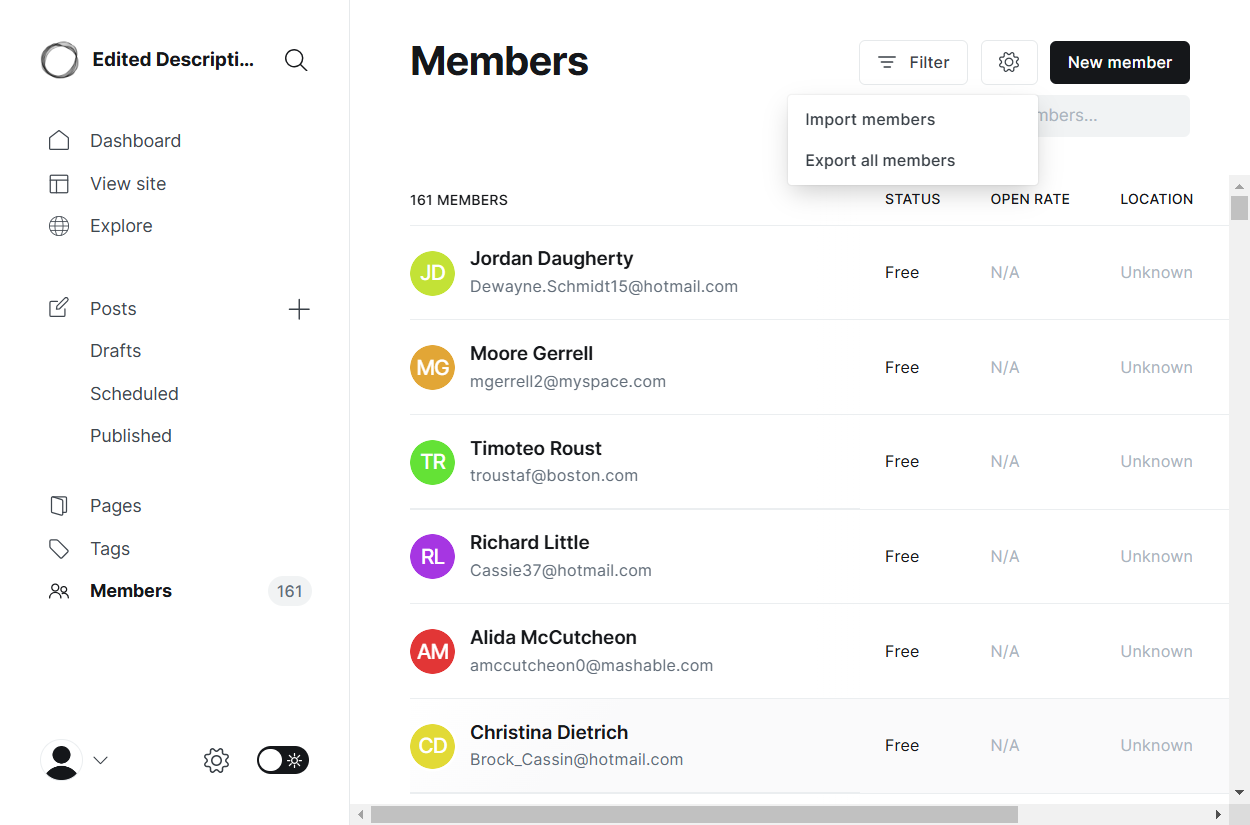 Edited Descripti...
Dashboard
View site
Explore
Posts
Drafts
Scheduled
Published
Pages
Tags
Members 161
Members
Filter
New member
Import members
Export all members
161 MEMBERS STATUS OPEN RATE LOCATION
JD Jordan Daugherty
Dewayne.Schmidt15@hotmail.com Free N/A Unknown
MG Moore Gerrell
mgerrell2@myspace.com Free N/A Unknown
TR Timoteo Roust
troustaf@boston.com Free N/A Unknown
RL Richard Little
Cassie37@hotmail.com Free N/A Unknown
AM Alida McCutcheon
amccutcheon0@mashable.com Free N/A Unknown
CD Christina Dietrich
Brock_Cassin@hotmail.com Free N/A Unknown